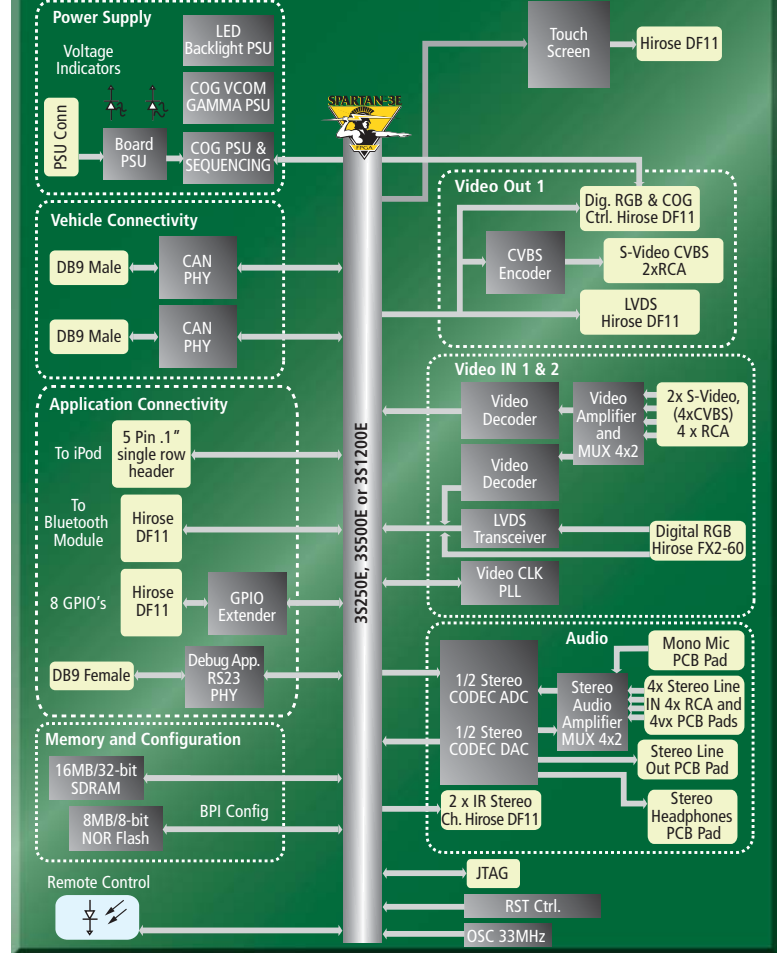 Power Supply
Voltage
Indicators
LED
Backlight PSU
COG VCOM
GAMMA PSU
PSU Conn
Board
PSU
COG PSU &
SEQUENCING
SPARTAN-3E
FPGA
Touch
Screen
Hirose DF11
Vehicle Connectivity
DB9 Male
CAN
PHY
DB9 Male
CAN
PHY
Video Out 1
Dig. RGB & COG
Ctrl. Hirose DF11
CVBS
Encoder
S-Video CVBS
2xRCA
LVDS
Hirose DF11
Application Connectivity
To iPod
5 Pin .1"
single row
header
To
Bluetooth
Module
Hirose
DF11
8 GPIO's
Hirose
DF11
GPIO
Extender
DB9 Female
Debug App.
RS23
PHY
3S250E, 3S500E or 3S1200E
Video IN 1 & 2
Video
Decoder
Video
Amplifier
and
MUX 4x2
2x S-Video,
(4xCVBS)
4 x RCA
Video
Decoder
LVDS
Transceiver
Digital RGB
Hirose FX2-60
Video CLK
PLL
Memory and Configuration
16MB/32-bit
SDRAM
8MB/8-bit
NOR Flash
BPI Config
Audio
1/2 Stereo
CODEC ADC
1/2 Stereo
CODEC DAC
Stereo
Audio
Amplifier
MUX 4x2
Mono Mic
PCB Pad
4x Stereo Line
IN 4x RCA and
4vx PCB Pads
Stereo Line
Out PCB Pad
Stereo
Headphones
PCB Pad
2 x IR Stereo
Ch. Hirose DF11
Remote Control
JTAG
RST Ctrl.
OSC 33MHz